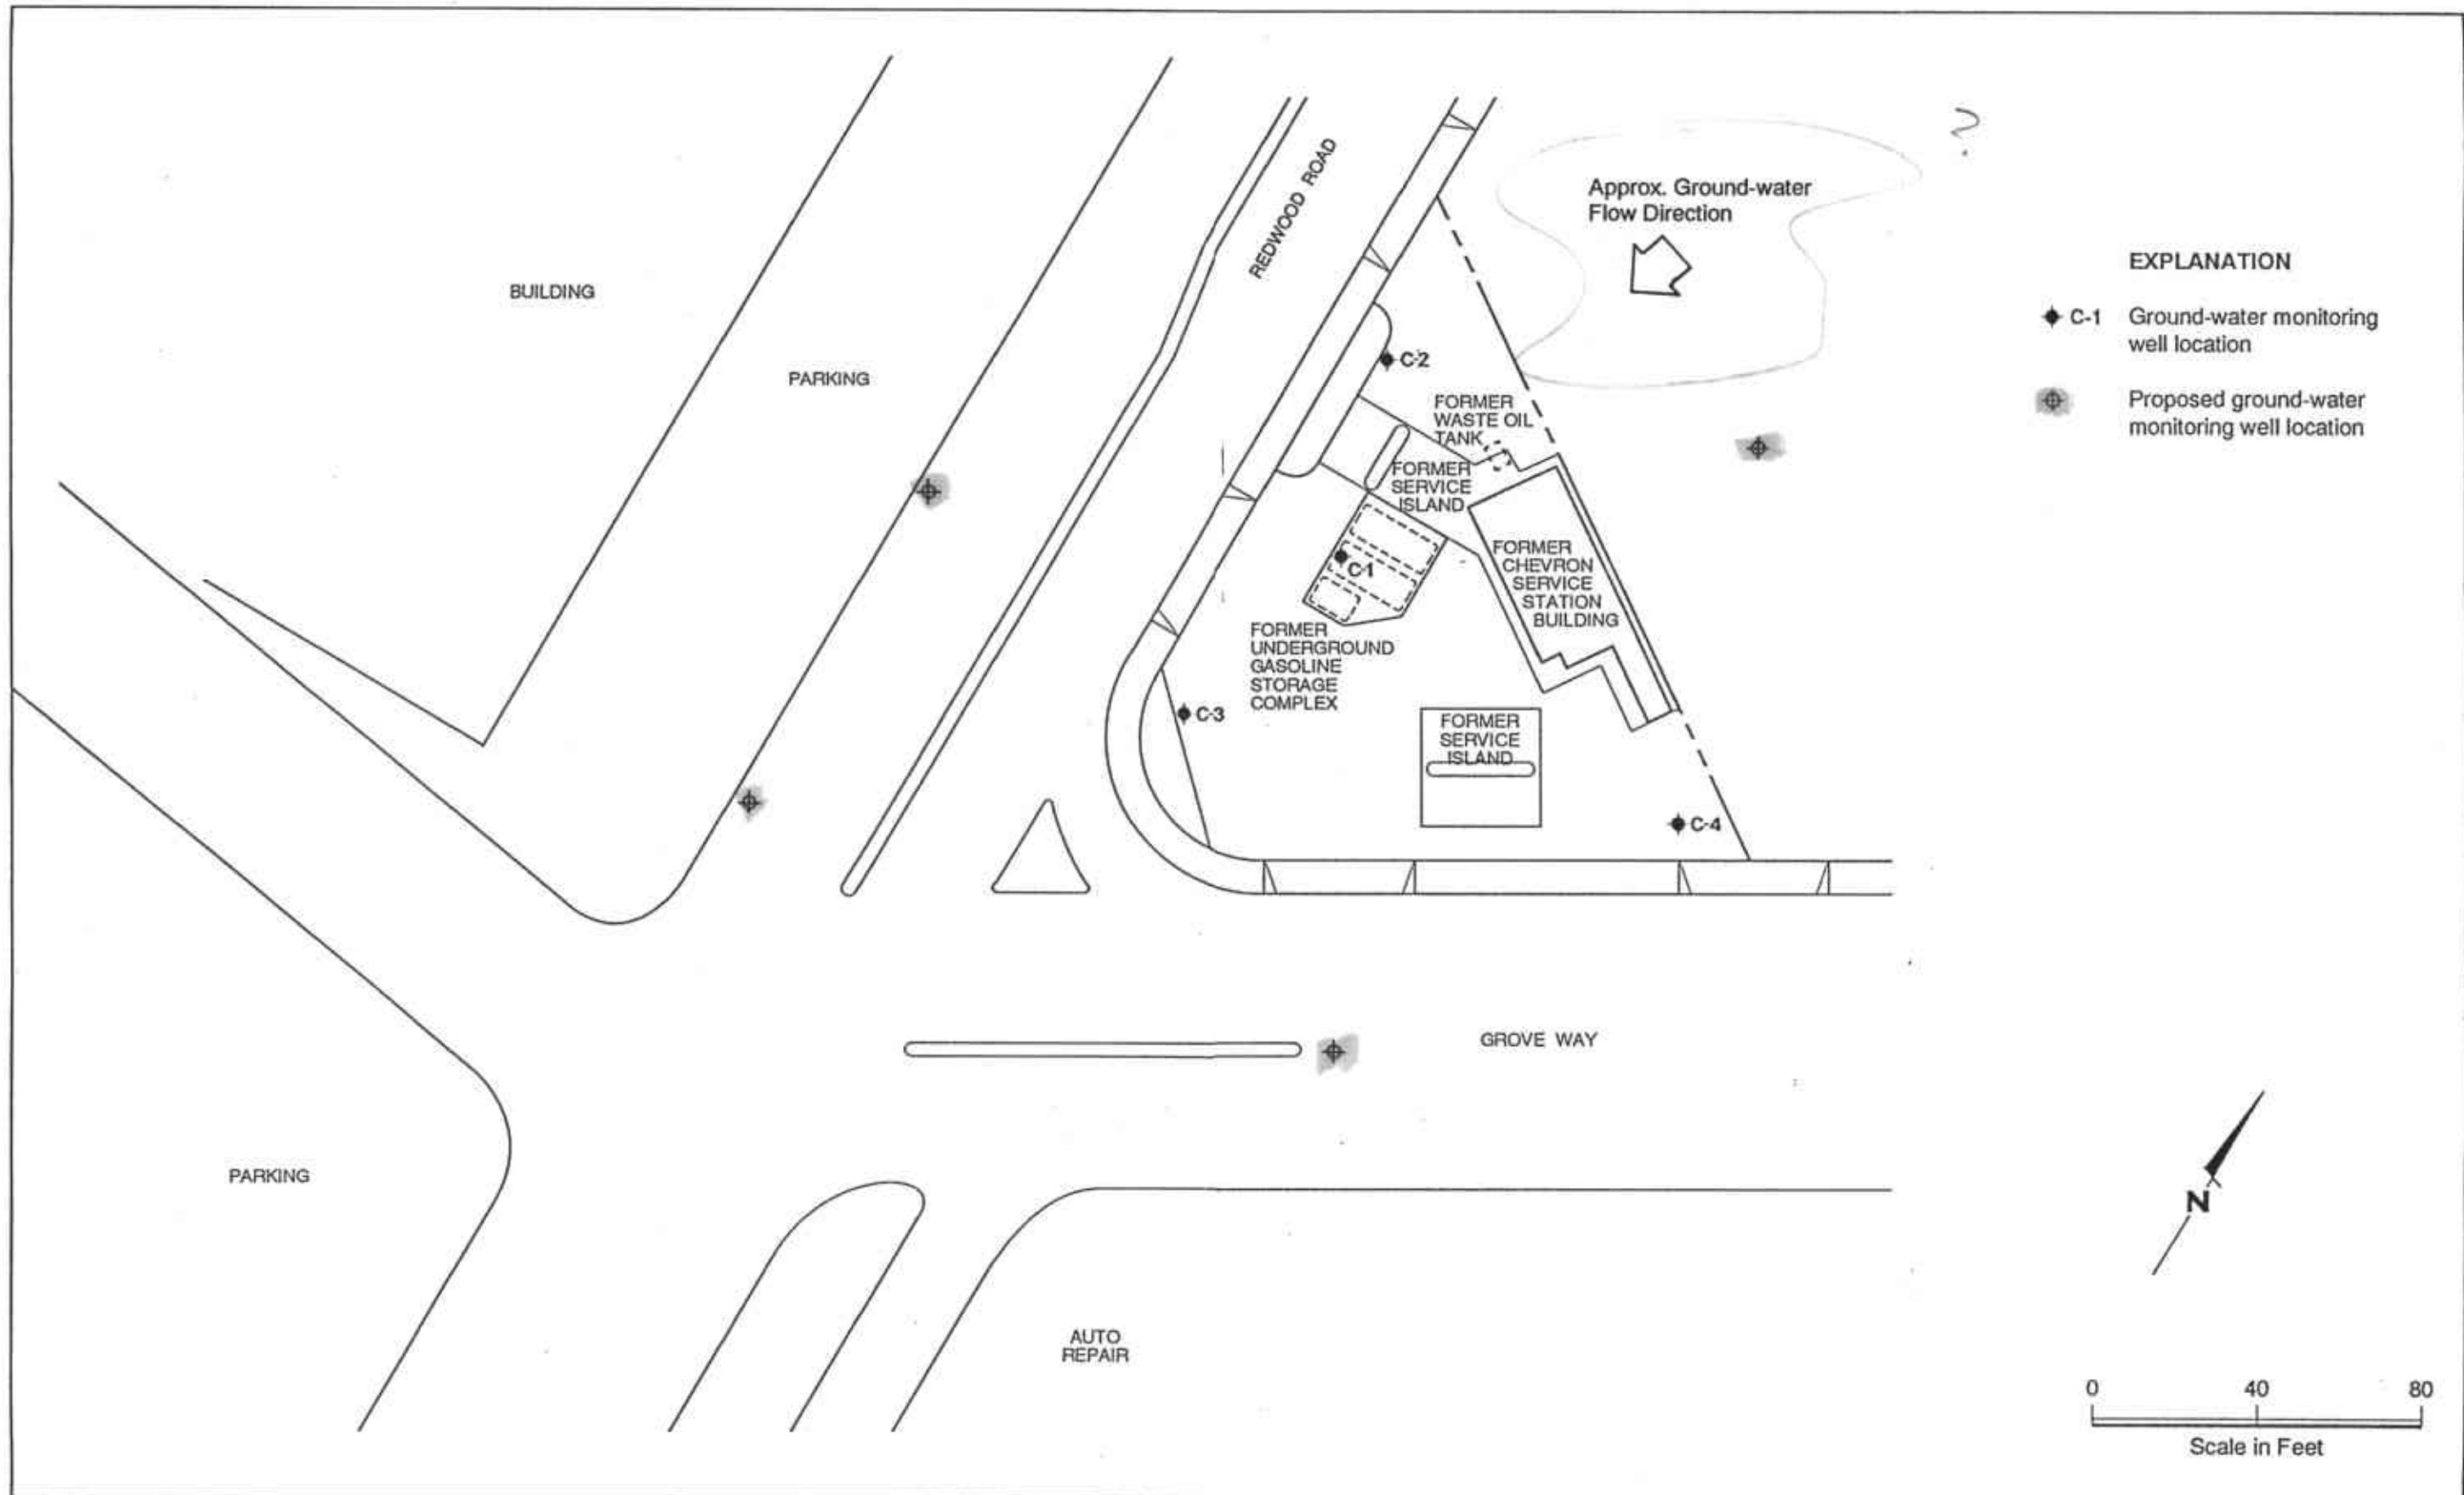 REDWOOD ROAD
?
Approx. Ground-water
Flow Direction
EXPLANATION
C-1 Ground-water monitoring
well location
Proposed ground-water
monitoring well location
BUILDING
PARKING
C-2
FORMER
WASTE OIL
TANK
FORMER
SERVICE
ISLAND
C-1
FORMER
CHEVRON
SERVICE
STATION
BUILDING
FORMER
UNDERGROUND
GASOLINE
STORAGE
COMPLEX
C-3
FORMER
SERVICE
ISLAND
C-4
GROVE WAY
PARKING
N
AUTO
REPAIR
0 40 80
Scale in Feet